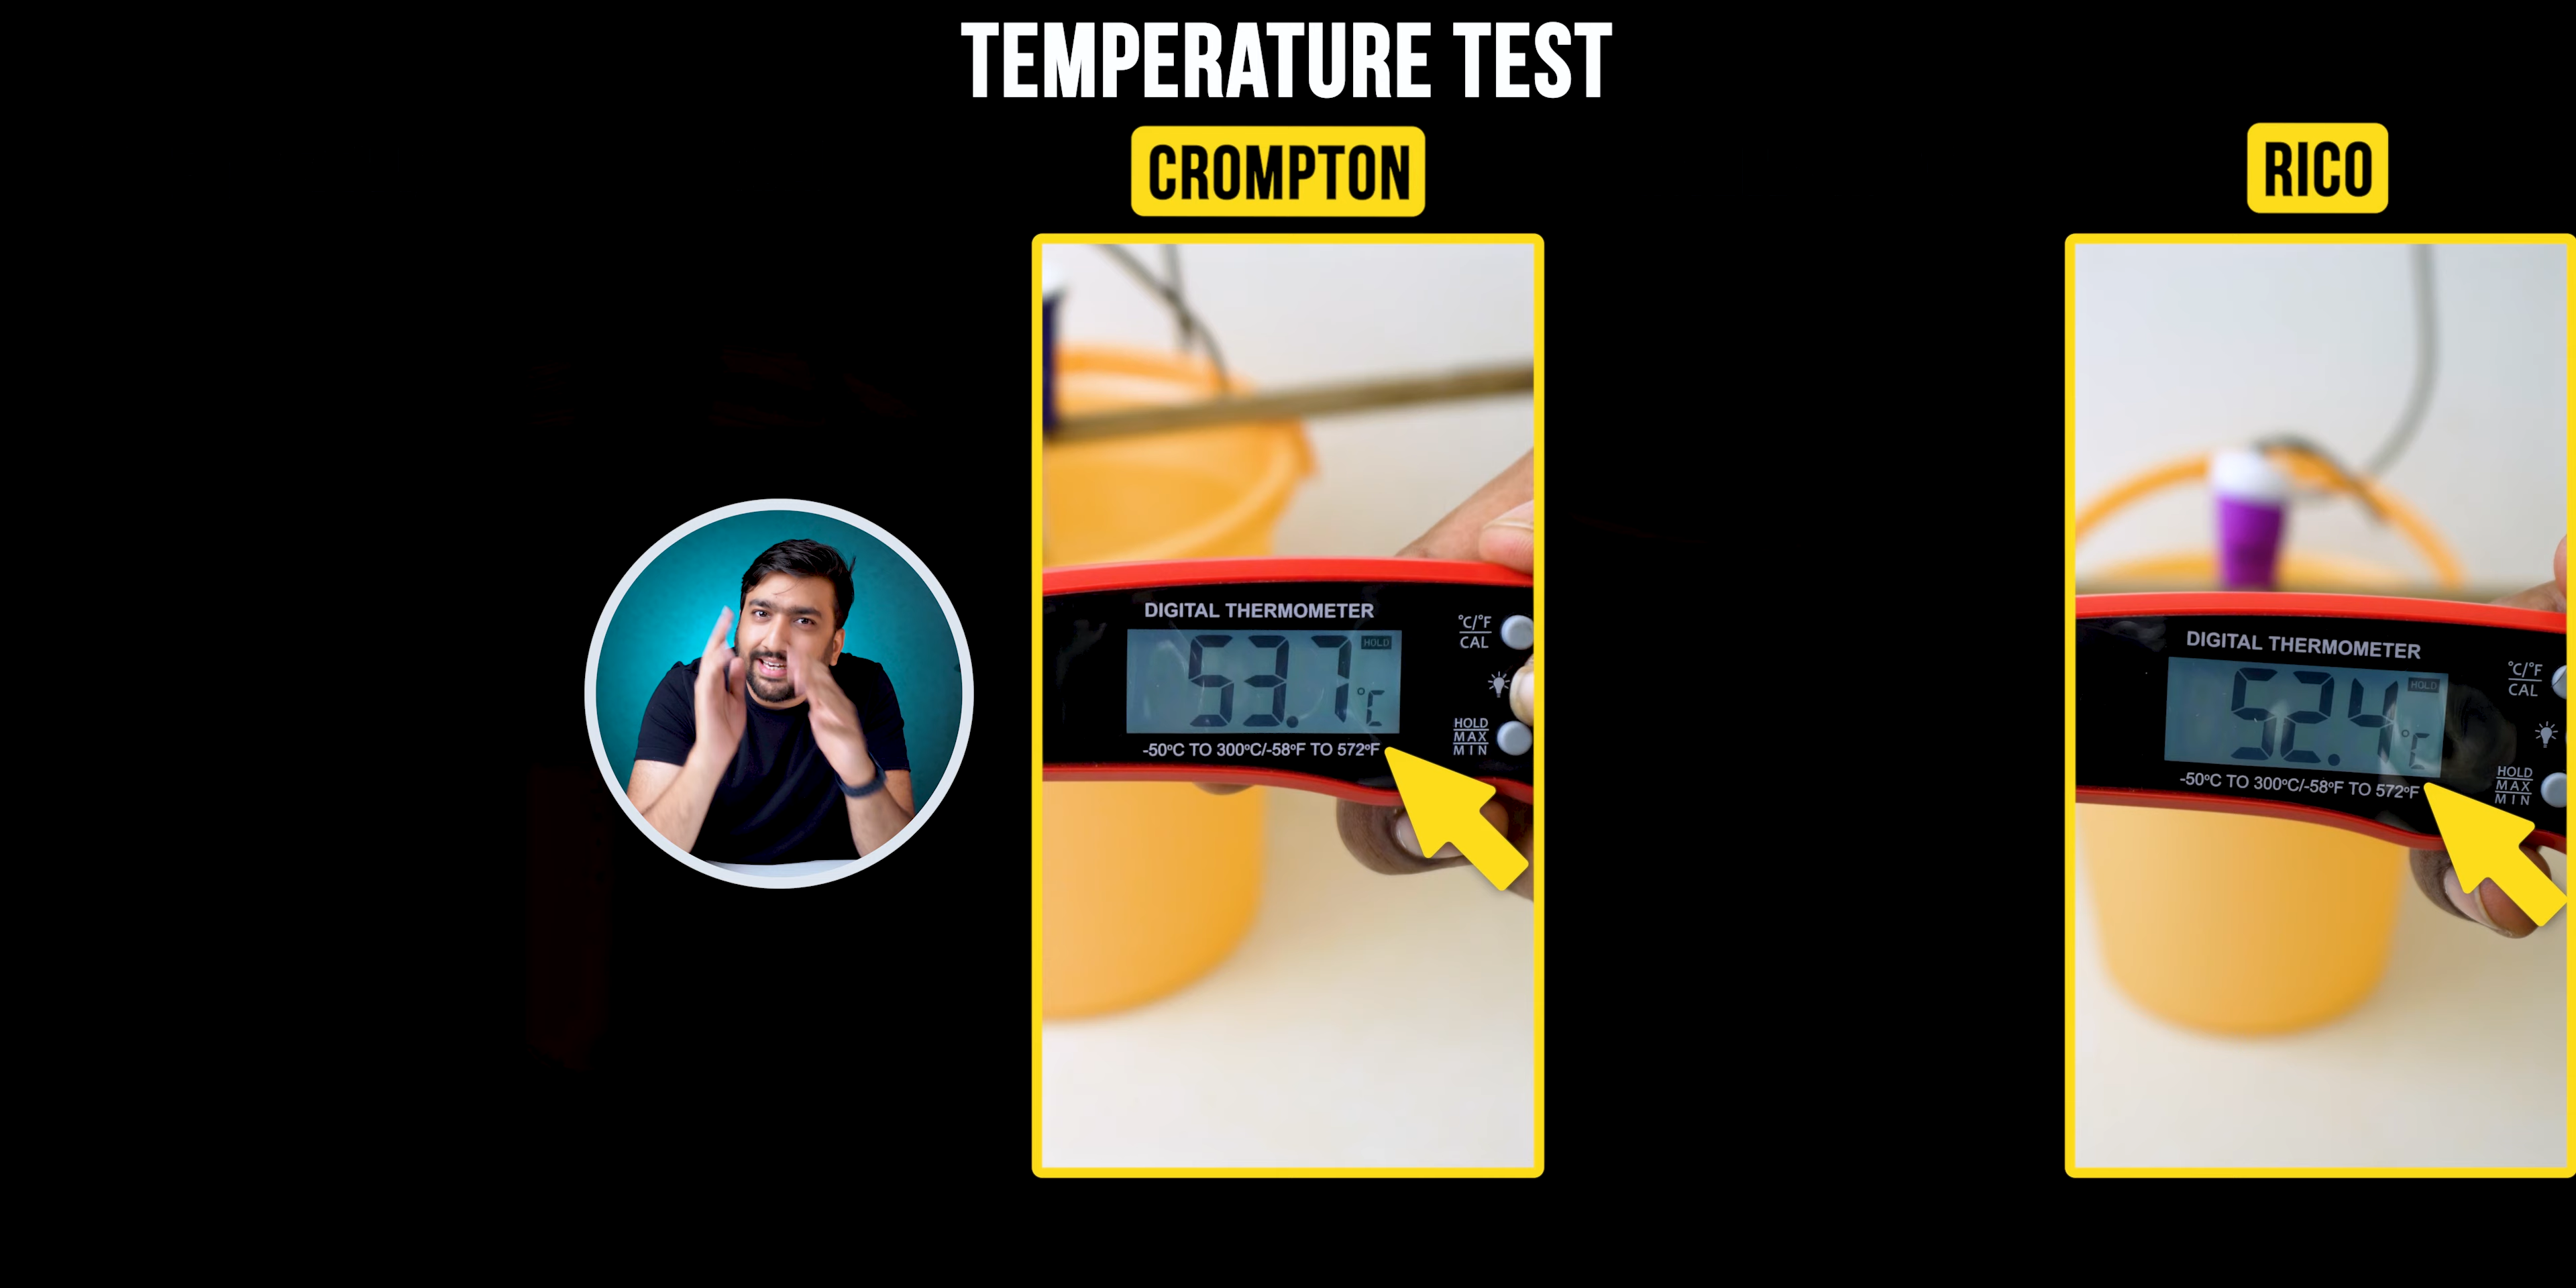 TEMPERATURE TEST
CROMPTON
DIGITAL THERMOMETER
HOLD
53.7°C
-50°C TO 300°C/-58°F TO 572°F
°C/°F
CAL
HOLD
MAX
MIN
RICO
DIGITAL THERMOMETER
HOLD
52.4°C
-50°C TO 300°C/-58°F TO 572°F
°C/°F
CAL
HOLD
MAX
MIN